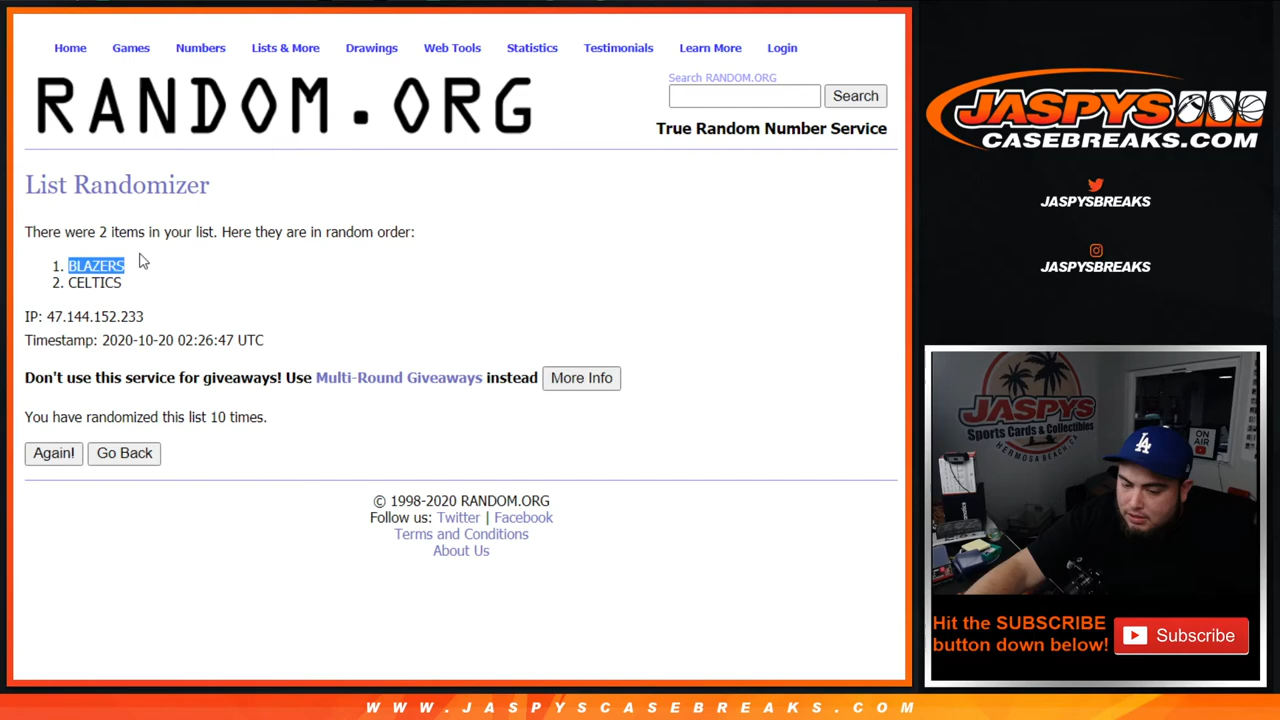 Home Games Numbers Lists & More Drawings Web Tools Statistics Testimonials Learn More Login
RANDOM.ORG
Search RANDOM.ORG
Search
True Random Number Service
List Randomizer
There were 2 items in your list. Here they are in random order:
1. BLAZERS
2. CELTICS
IP: 47.144.152.233
Timestamp: 2020-10-20 02:26:47 UTC
Don't use this service for giveaways! Use Multi-Round Giveaways instead More Info
You have randomized this list 10 times.
Again! Go Back
© 1998-2020 RANDOM.ORG
Follow us: Twitter | Facebook
Terms and Conditions
About Us
JASPYS
CASEBREAKS.COM
JASPYSBREAKS
JASPYSBREAKS
JASPYS
Sports Cards & Collectibles
HERMOSA BEACH, CA
ON
AIR
LA
Hit the SUBSCRIBE
button down below!
Subscribe
WWW.JASPYSCASEBREAKS.COM